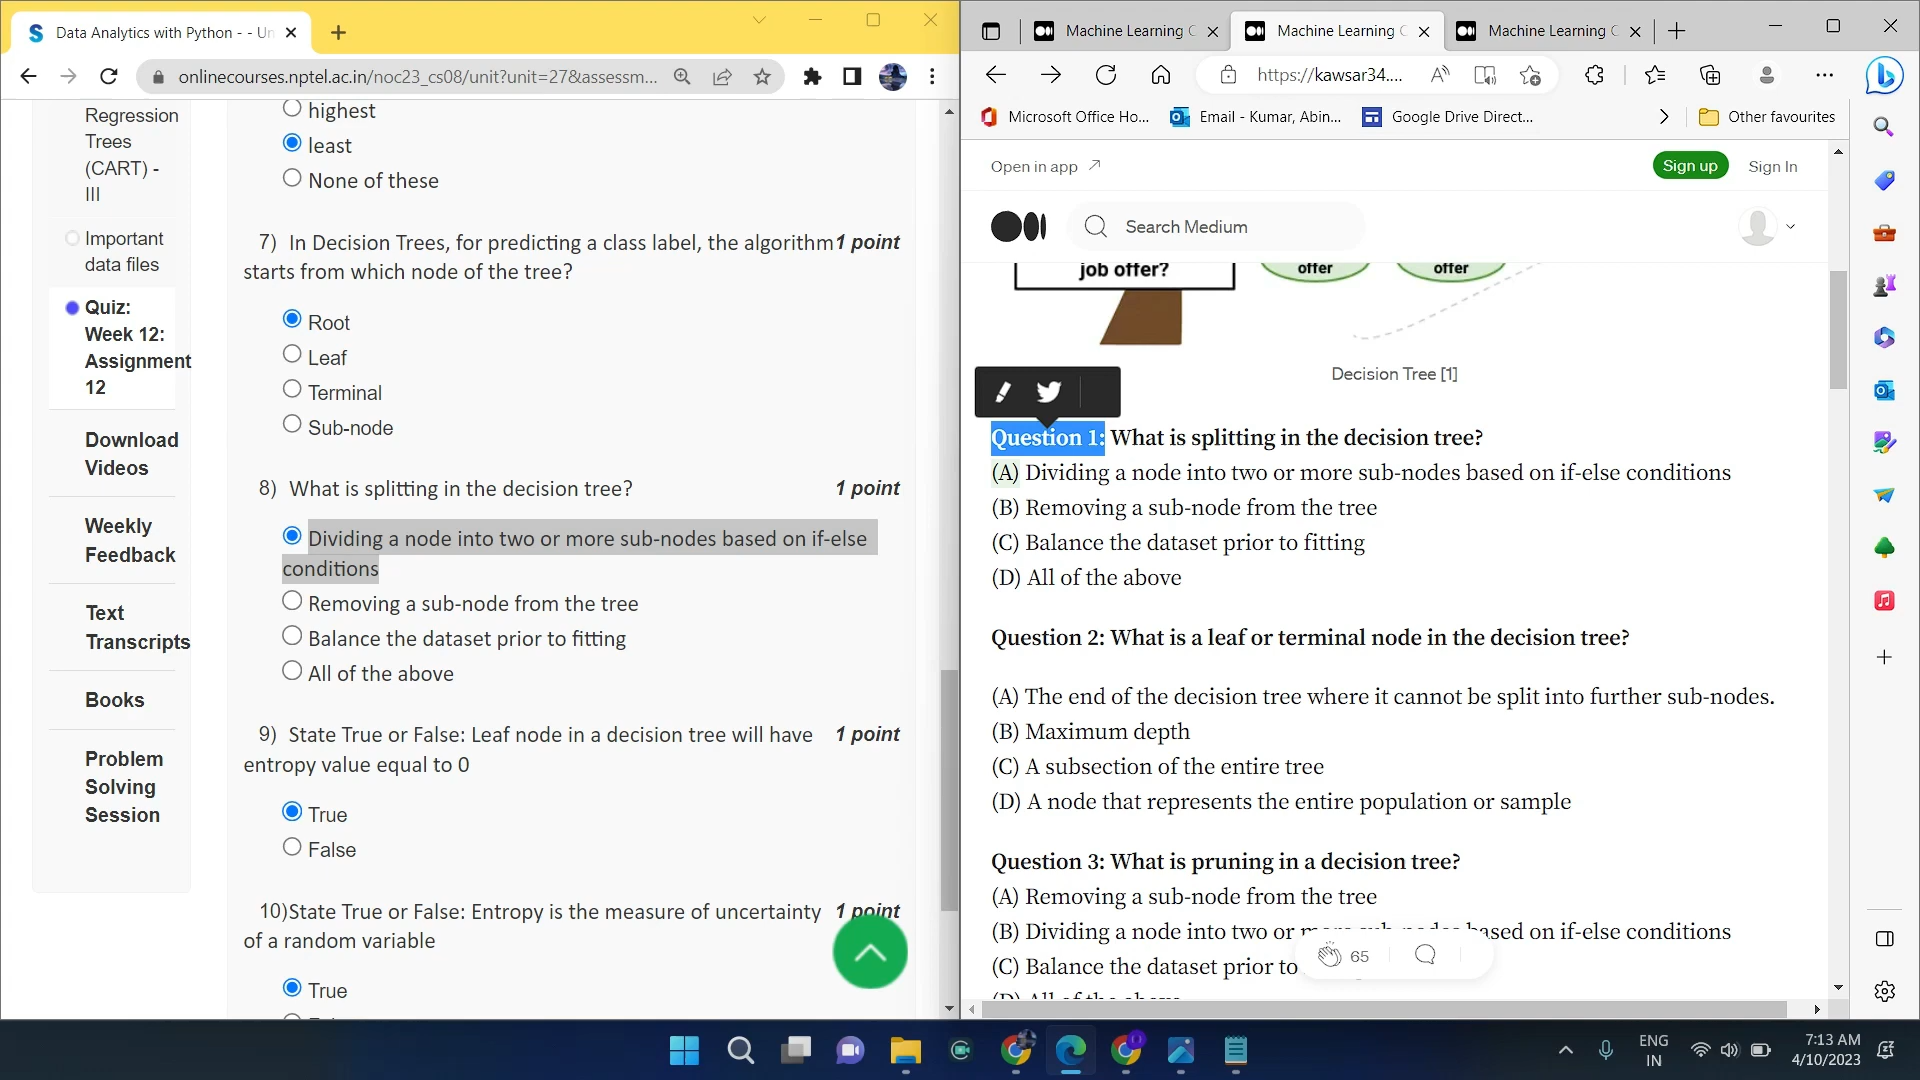 Data Analytics with Python - - Un
onlinecourses.nptel.ac.in/noc23_cs08/unit?unit=27&assessm...
Regression
Trees
(CART) -
III
Important
data files
Quiz:
Week 12:
Assignment
12
Download
Videos
Weekly
Feedback
Text
Transcripts
Books
Problem
Solving
Session
highest
least
None of these
7) In Decision Trees, for predicting a class label, the algorithm 1 point
starts from which node of the tree?
Root
Leaf
Terminal
Sub-node
8) What is splitting in the decision tree? 1 point
Dividing a node into two or more sub-nodes based on if-else
conditions
Removing a sub-node from the tree
Balance the dataset prior to fitting
All of the above
9) State True or False: Leaf node in a decision tree will have 1 point
entropy value equal to 0
True
False
10)State True or False: Entropy is the measure of uncertainty 1 point
of a random variable
True
Machine Learning
Machine Learning
Machine Learning
https://kawsar34....
Microsoft Office Ho...
Email - Kumar, Abin...
Google Drive Direct...
Other favourites
Open in app
Sign up
Sign In
Search Medium
job offer?
offer
offer
Decision Tree [1]
Question 1: What is splitting in the decision tree?
(A) Dividing a node into two or more sub-nodes based on if-else conditions
(B) Removing a sub-node from the tree
(C) Balance the dataset prior to fitting
(D) All of the above
Question 2: What is a leaf or terminal node in the decision tree?
(A) The end of the decision tree where it cannot be split into further sub-nodes.
(B) Maximum depth
(C) A subsection of the entire tree
(D) A node that represents the entire population or sample
Question 3: What is pruning in a decision tree?
(A) Removing a sub-node from the tree
(B) Dividing a node into two or more sub-nodes based on if-else conditions
(C) Balance the dataset prior to
(D) All of the above
65
ENG
IN
7:13 AM
4/10/2023